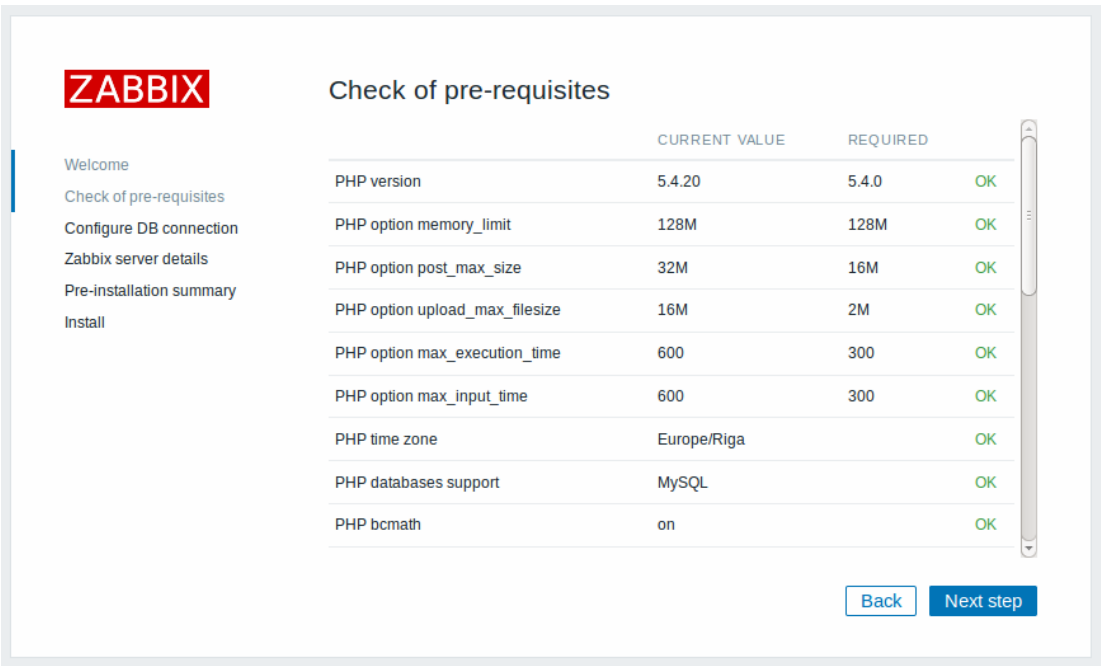 ZABBIX
Welcome
Check of pre-requisites
Configure DB connection
Zabbix server details
Pre-installation summary
Install
Check of pre-requisites
CURRENT VALUE REQUIRED
PHP version 5.4.20 5.4.0 OK
PHP option memory_limit 128M 128M OK
PHP option post_max_size 32M 16M OK
PHP option upload_max_filesize 16M 2M OK
PHP option max_execution_time 600 300 OK
PHP option max_input_time 600 300 OK
PHP time zone Europe/Riga OK
PHP databases support MySQL OK
PHP bcmath on OK
Back Next step